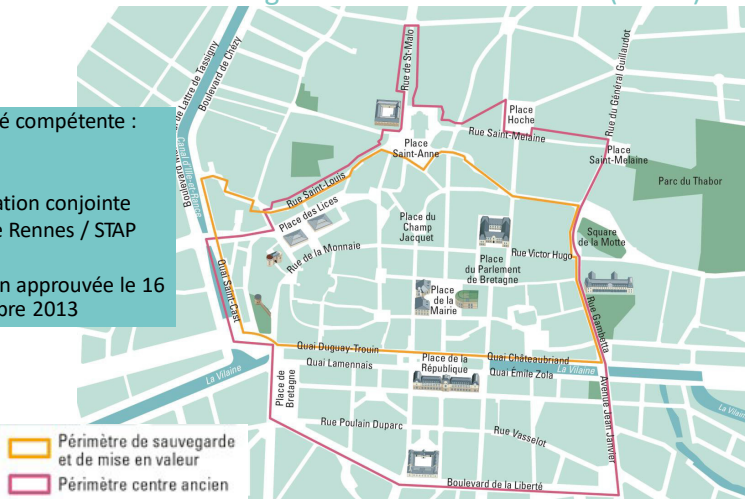 de Lattre de Tassigny
Boulevard de Chézy
Rue de St-Malo
Rue du Général Guillaudot
é compétente :
Place
Hoche
Rue Saint-Melaine
Canal d'Ille-et-Rance
Place
Saint-Anne
Place
Saint-Melaine
Parc du Thabor
ation conjointe
e Rennes / STAP
Rue Saint-Louis
Place des Lices
Place du
Champ
Jacquet
Square
de la Motte
Rue de la Monnaie
Rue Victor Hugo
Place
du Parlement
de Bretagne
n approuvée le 16
bre 2013
Quai Saint-Cast
Place
de la
Mairie
Rue Gambetta
Quai Duguay-Trouin
Quai Lamennais
Place de la
République
Quai Châteaubriand
La Vilaine
Quai Émile Zola
La Vilaine
Place de
Bretagne
Avenue Jean Janvier
La Vilaine
Rue Poulain Duparc
Rue Vasselot
Boulevard de la Liberté
Périmètre de sauvegarde
et de mise en valeur
Périmètre centre ancien